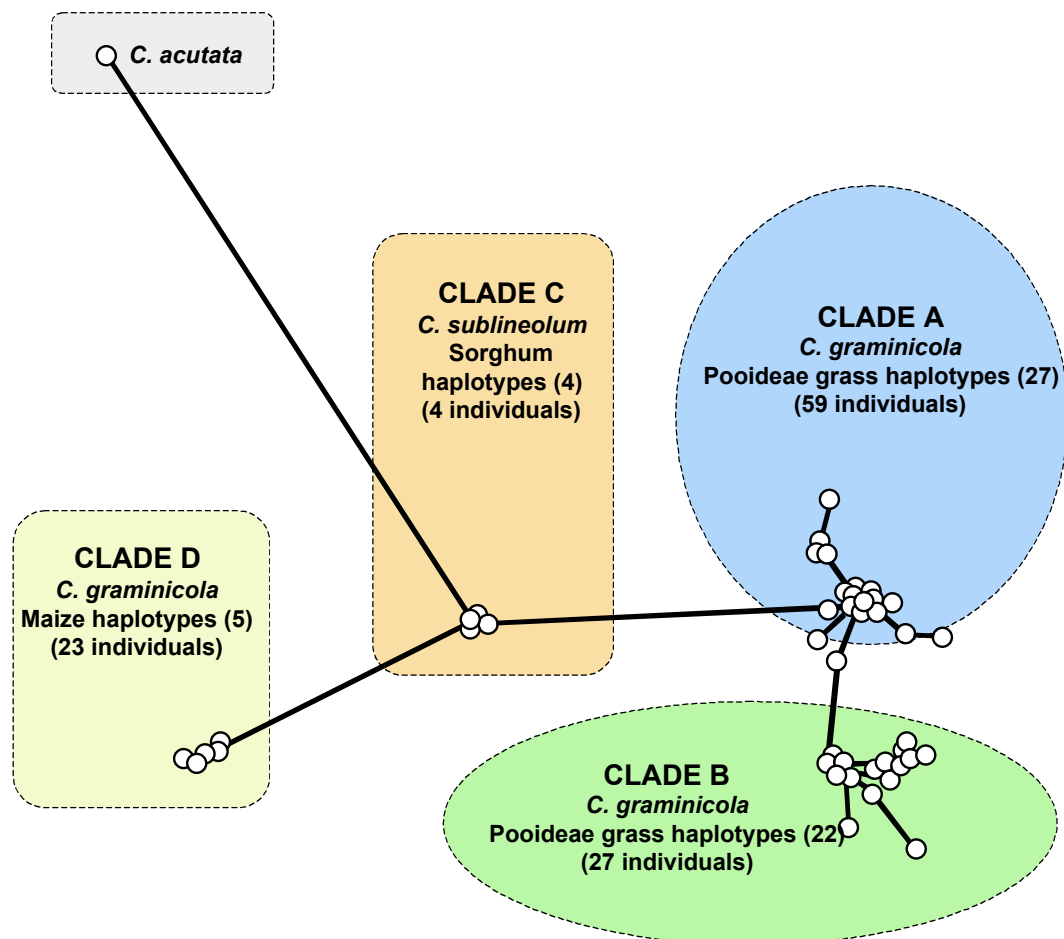 C. acutata
CLADE C
C. sublineolum
Sorghum
haplotypes (4)
(4 individuals)
CLADE A
C. graminicola
Pooideae grass haplotypes (27)
(59 individuals)
CLADE D
C. graminicola
Maize haplotypes (5)
(23 individuals)
CLADE B
C. graminicola
Pooideae grass haplotypes (22)
(27 individuals)